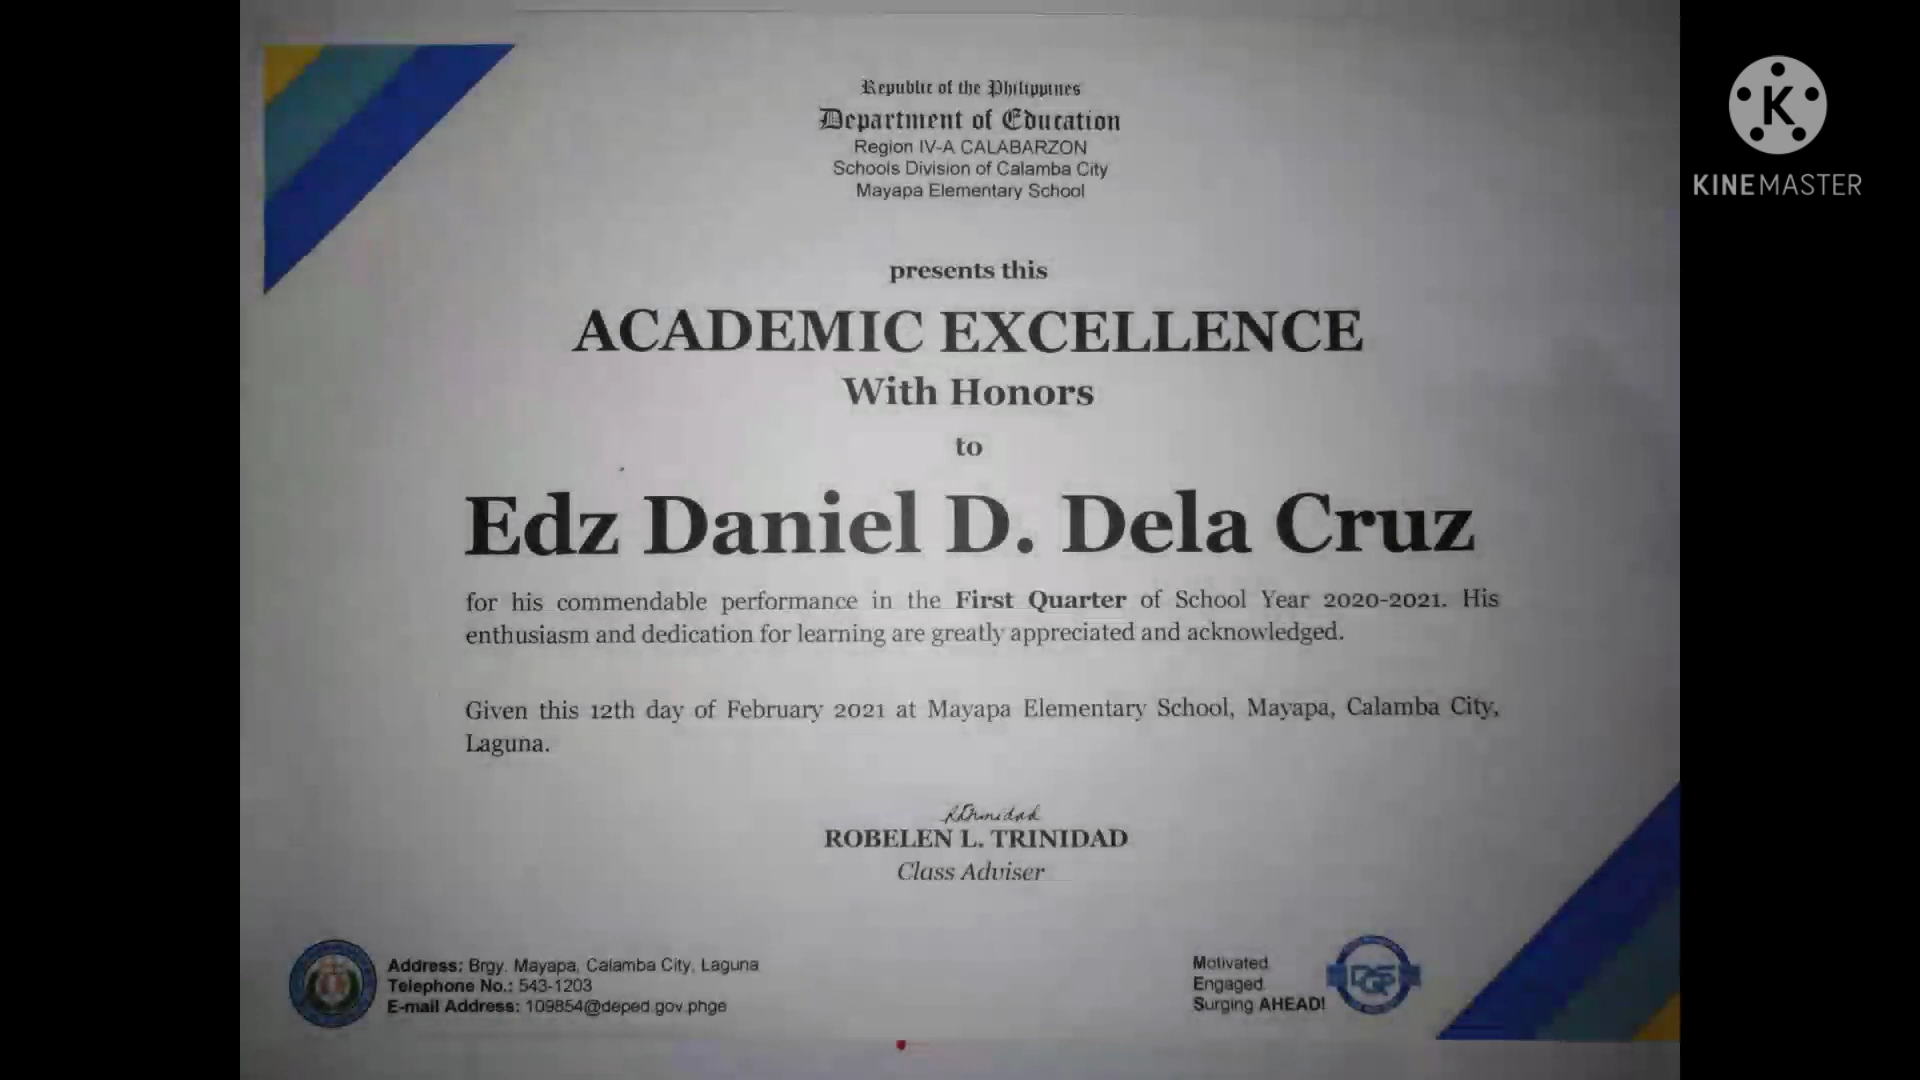 Republic of the Philippines
Department of Education
Region IV-A CALABARZON
Schools Division of Calamba City
Mayapa Elementary School
presents this
ACADEMIC EXCELLENCE
With Honors
to
Edz Daniel D. Dela Cruz
for his commendable performance in the First Quarter of School Year 2020-2021. His
enthusiasm and dedication for learning are greatly appreciated and acknowledged.
Given this 12th day of February 2021 at Mayapa Elementary School, Mayapa, Calamba City,
Laguna.
RLTrinidad
ROBELEN L. TRINIDAD
Class Adviser
Address: Brgy. Mayapa, Calamba City, Laguna
Telephone No.: 543-1203
E-mail Address: 109854@deped.gov.phge
Motivated
Engaged
Surging AHEAD!
K
KINEMASTER